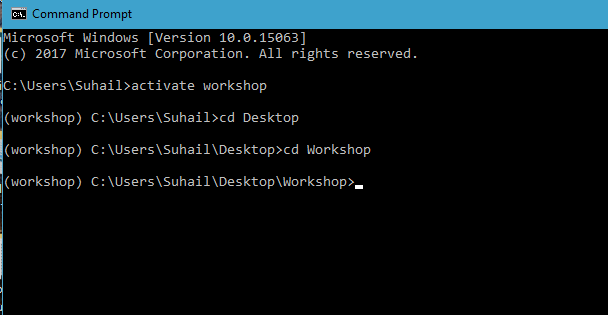 Command Prompt
Microsoft Windows [Version 10.0.15063]
(c) 2017 Microsoft Corporation. All rights reserved.
C:\Users\Suhail>activate workshop
(workshop) C:\Users\Suhail>cd Desktop
(workshop) C:\Users\Suhail\Desktop>cd Workshop
(workshop) C:\Users\Suhail\Desktop\Workshop>